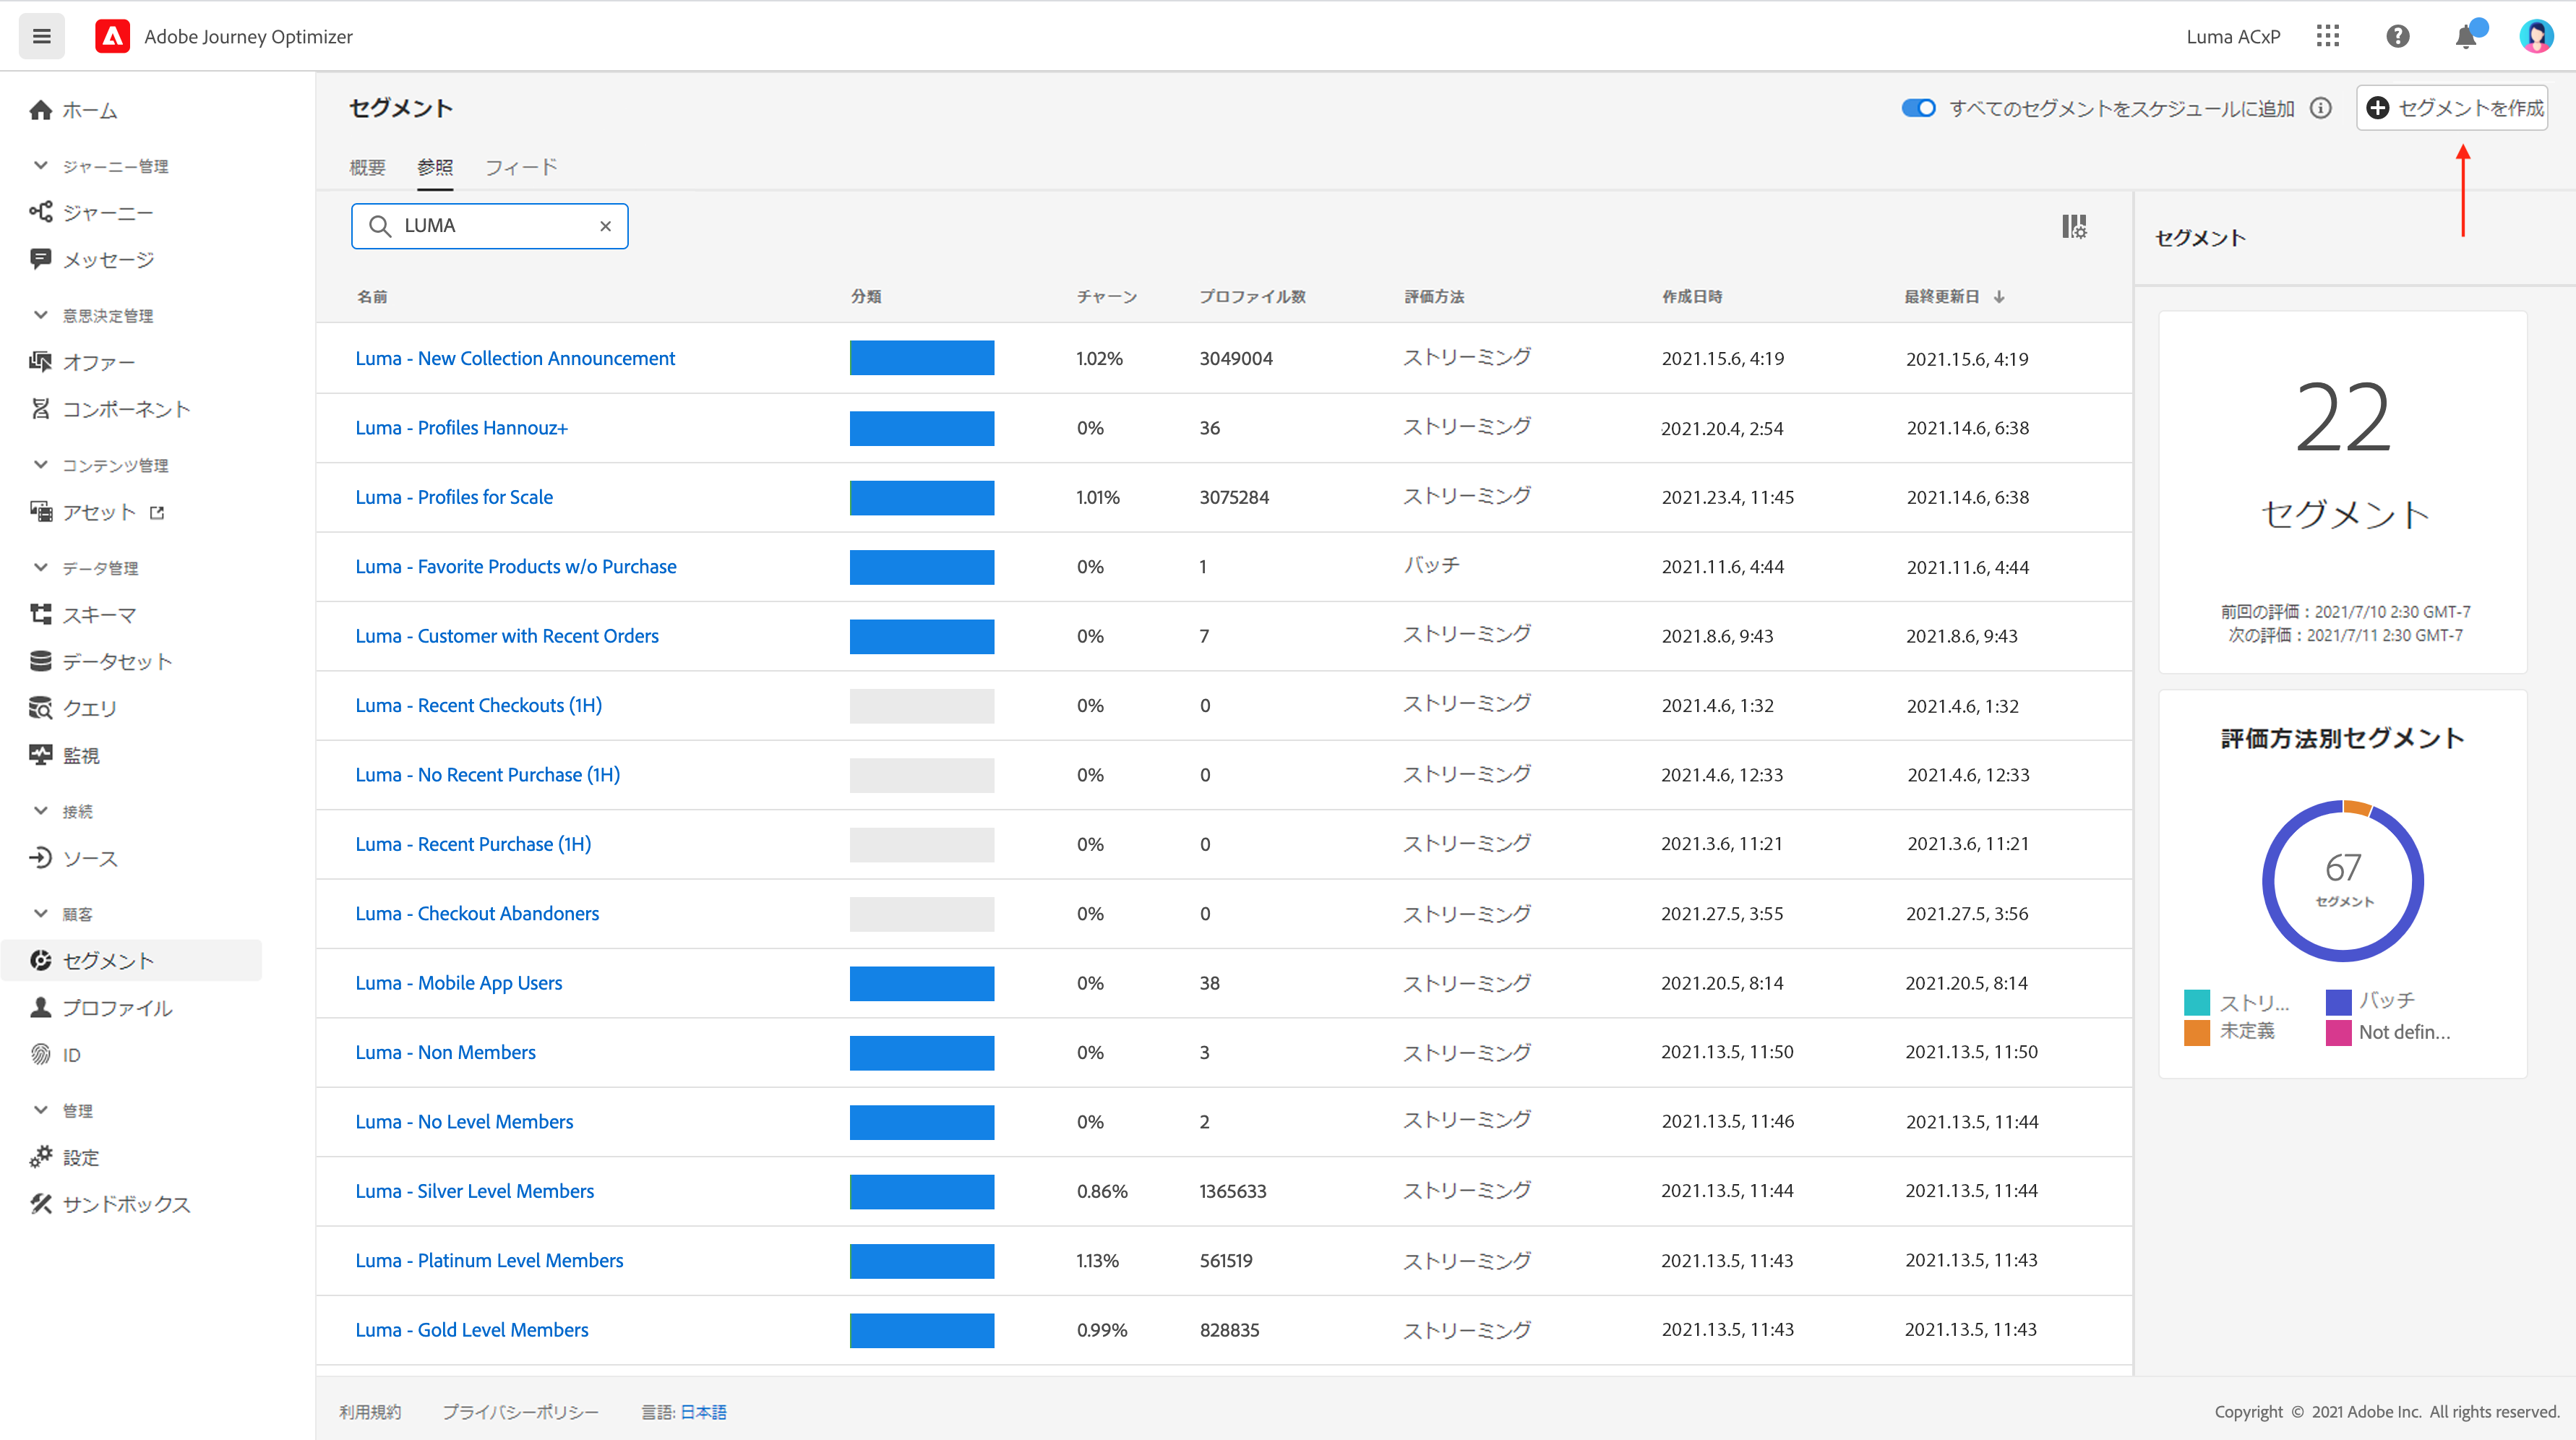 Adobe Journey Optimizer
Luma ACxP
ホーム
ジャーニー管理
ジャーニー
メッセージ
意思決定管理
オファー
コンポーネント
コンテンツ管理
アセット
データ管理
スキーマ
データセット
クエリ
監視
接続
ソース
顧客
セグメント
プロファイル
ID
管理
設定
サンドボックス
セグメント
すべてのセグメントをスケジュールに追加
セグメントを作成
概要 参照 フィード
LUMA
名前 分類 チャーン プロファイル数 評価方法 作成日時 最終更新日
Luma - New Collection Announcement 1.02% 3049004 ストリーミング 2021.15.6, 4:19 2021.15.6, 4:19
Luma - Profiles Hannouz+ 0% 36 ストリーミング 2021.20.4, 2:54 2021.14.6, 6:38
Luma - Profiles for Scale 1.01% 3075284 ストリーミング 2021.23.4, 11:45 2021.14.6, 6:38
Luma - Favorite Products w/o Purchase 0% 1 バッチ 2021.11.6, 4:44 2021.11.6, 4:44
Luma - Customer with Recent Orders 0% 7 ストリーミング 2021.8.6, 9:43 2021.8.6, 9:43
Luma - Recent Checkouts (1H) 0% 0 ストリーミング 2021.4.6, 1:32 2021.4.6, 1:32
Luma - No Recent Purchase (1H) 0% 0 ストリーミング 2021.4.6, 12:33 2021.4.6, 12:33
Luma - Recent Purchase (1H) 0% 0 ストリーミング 2021.3.6, 11:21 2021.3.6, 11:21
Luma - Checkout Abandoners 0% 0 ストリーミング 2021.27.5, 3:55 2021.27.5, 3:56
Luma - Mobile App Users 0% 38 ストリーミング 2021.20.5, 8:14 2021.20.5, 8:14
Luma - Non Members 0% 3 ストリーミング 2021.13.5, 11:50 2021.13.5, 11:50
Luma - No Level Members 0% 2 ストリーミング 2021.13.5, 11:46 2021.13.5, 11:44
Luma - Silver Level Members 0.86% 1365633 ストリーミング 2021.13.5, 11:44 2021.13.5, 11:44
Luma - Platinum Level Members 1.13% 561519 ストリーミング 2021.13.5, 11:43 2021.13.5, 11:43
Luma - Gold Level Members 0.99% 828835 ストリーミング 2021.13.5, 11:43 2021.13.5, 11:43
セグメント
22
セグメント
前回の評価：2021/7/10 2:30 GMT-7
次の評価：2021/7/11 2:30 GMT-7
評価方法別セグメント
67
セグメント
ストリ... バッチ
未定義 Not defin...
利用規約 プライバシーポリシー 言語: 日本語
Copyright © 2021 Adobe Inc. All rights reserved.